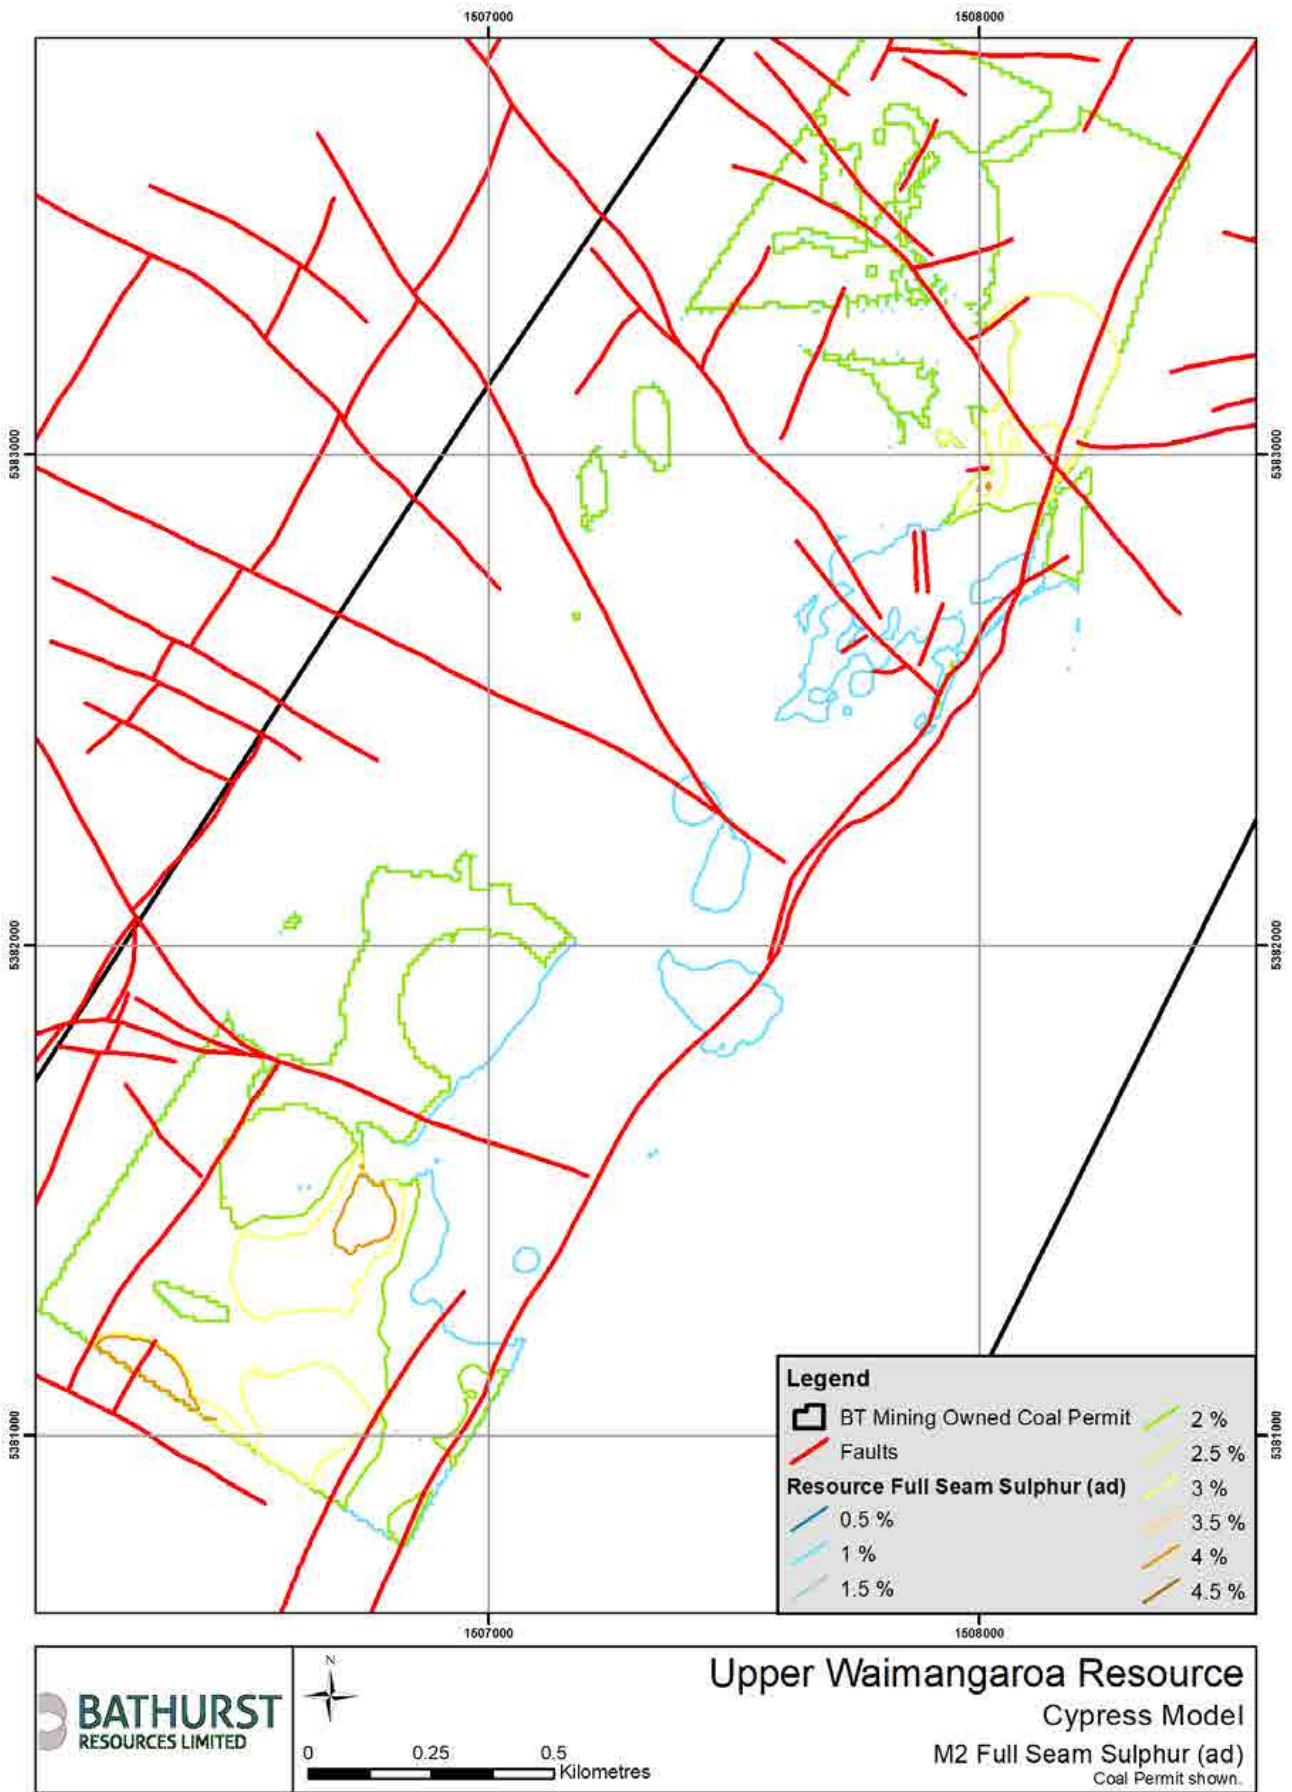 1507000
1508000
5383000
5383000
5382000
5382000
5381000
5381000
Legend
BT Mining Owned Coal Permit
Faults
Resource Full Seam Sulphur (ad)
0.5 %
1 %
1.5 %
2 %
2.5 %
3 %
3.5 %
4 %
4.5 %
1507000
1508000
BATHURST
RESOURCES LIMITED
N
0 0.25 0.5
Kilometres
Upper Waimangaroa Resource
Cypress Model
M2 Full Seam Sulphur (ad)
Coal Permit shown.